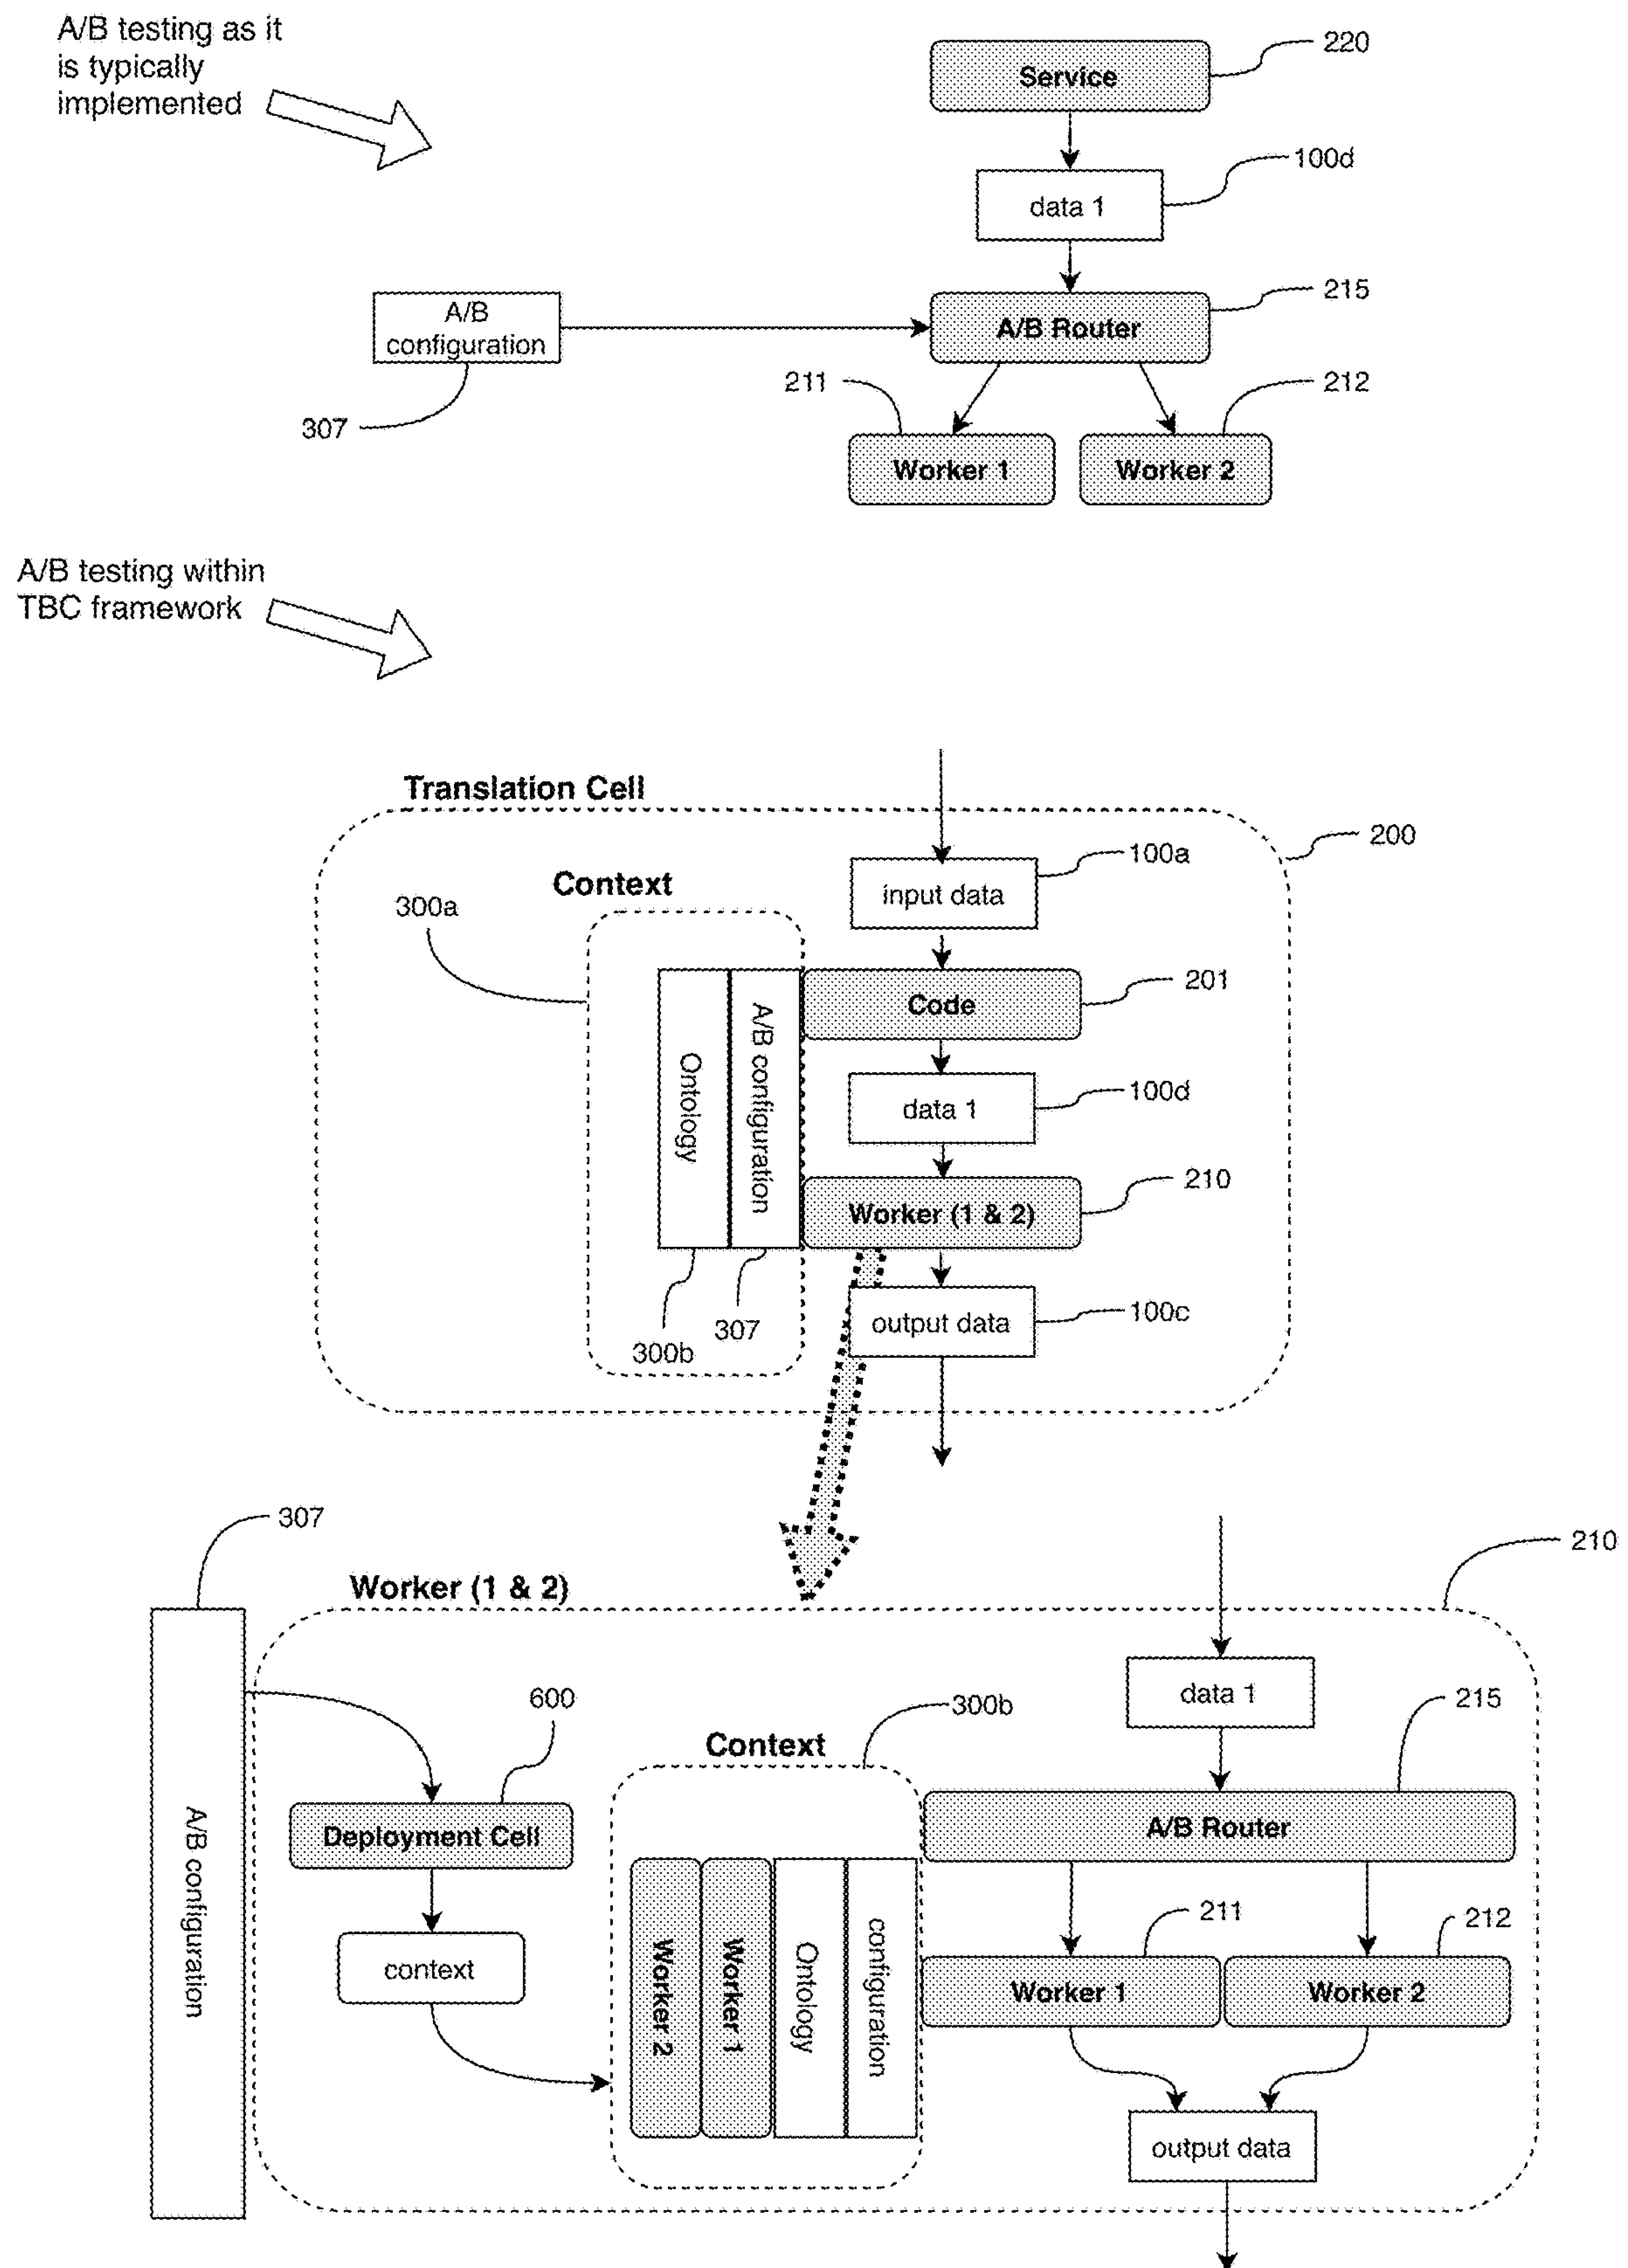 A/B testing as it
is typically
implemented
220
Service
100d
data 1
215
A/B
configuration
A/B Router
211
212
307
Worker 1
Worker 2
A/B testing within
TBC framework
Translation Cell
200
100a
Context
input data
300a
201
Code
Ontology
A/B configuration
100d
data 1
210
Worker (1 & 2)
100c
output data
307
300b
307
210
Worker (1 & 2)
data 1
600
300b
215
Context
A/B configuration
Deployment Cell
A/B Router
211
212
context
Worker 2
Worker 1
Ontology
configuration
Worker 1
Worker 2
output data